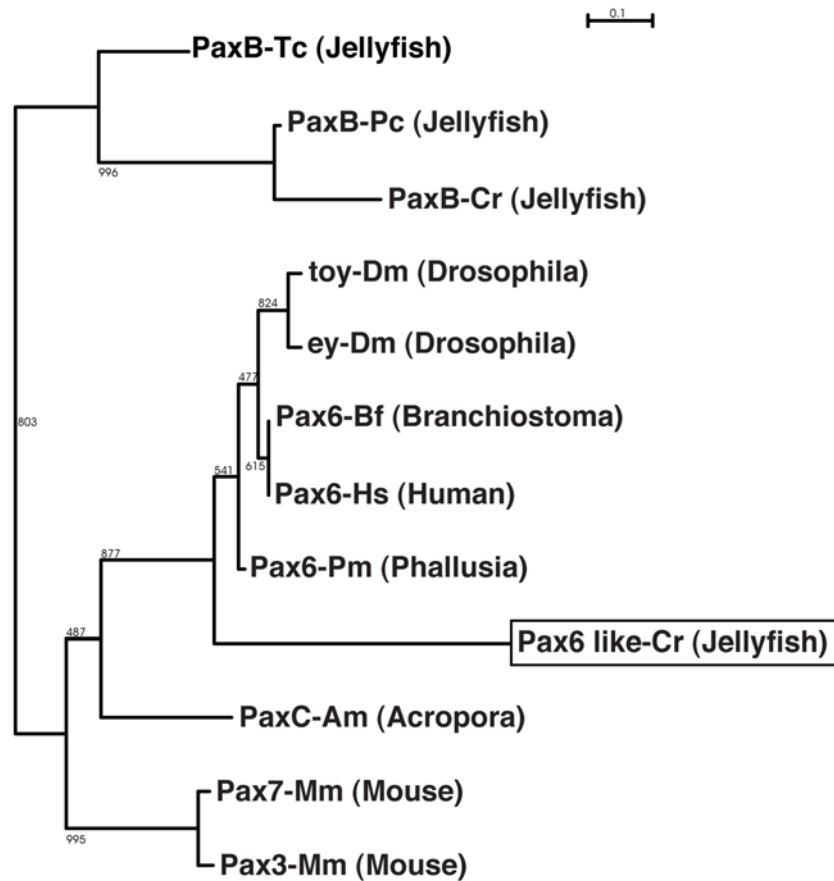 0.1
PaxB-Tc (Jellyfish)
PaxB-Pc (Jellyfish)
996
PaxB-Cr (Jellyfish)
toy-Dm (Drosophila)
824
ey-Dm (Drosophila)
477
Pax6-Bf (Branchiostoma)
803
615
541
Pax6-Hs (Human)
877
Pax6-Pm (Phallusia)
487
Pax6 like-Cr (Jellyfish)
PaxC-Am (Acropora)
Pax7-Mm (Mouse)
995
Pax3-Mm (Mouse)